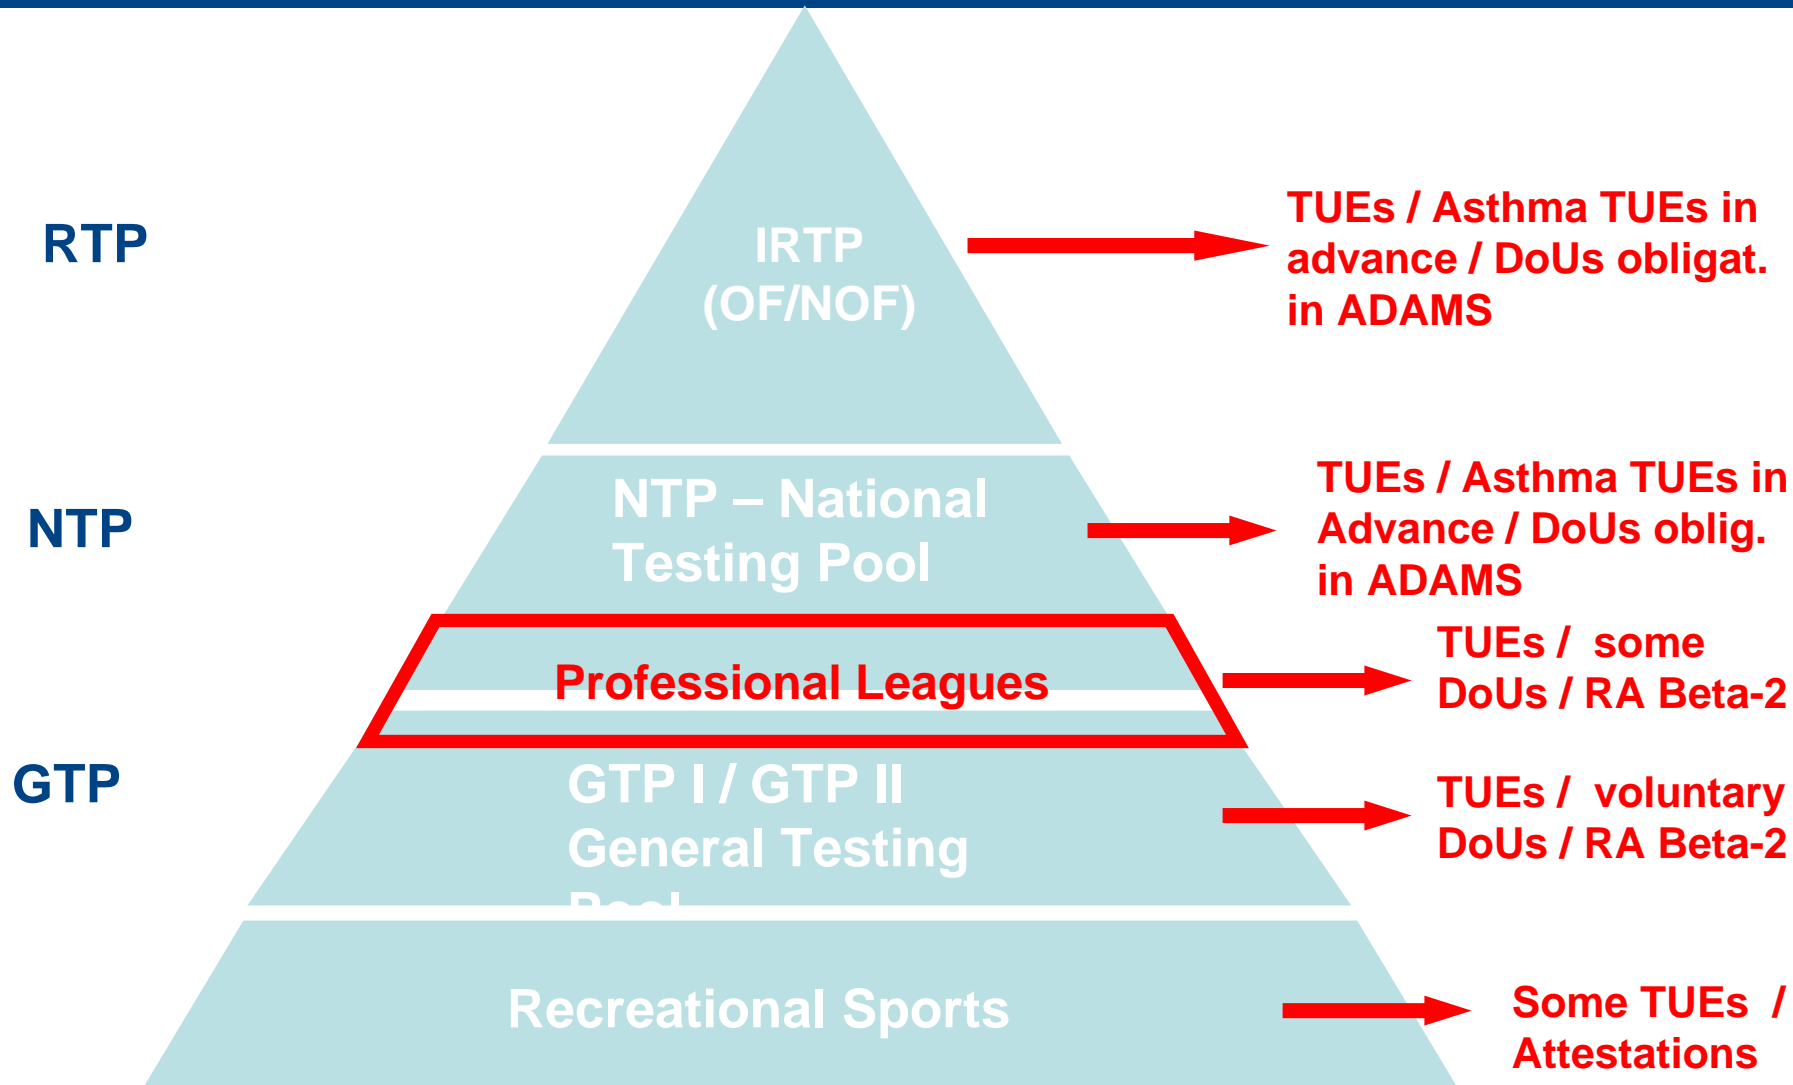 RTP
IRTP
(OF/NOF)
TUEs / Asthma TUEs in
advance / DoUs obligat.
in ADAMS
NTP
NTP – National
Testing Pool
TUEs / Asthma TUEs in
Advance / DoUs oblig.
in ADAMS
Professional Leagues
TUEs / some
DoUs / RA Beta-2
GTP
GTP I / GTP II
General Testing
Pool
TUEs / voluntary
DoUs / RA Beta-2
Recreational Sports
Some TUEs /
Attestations